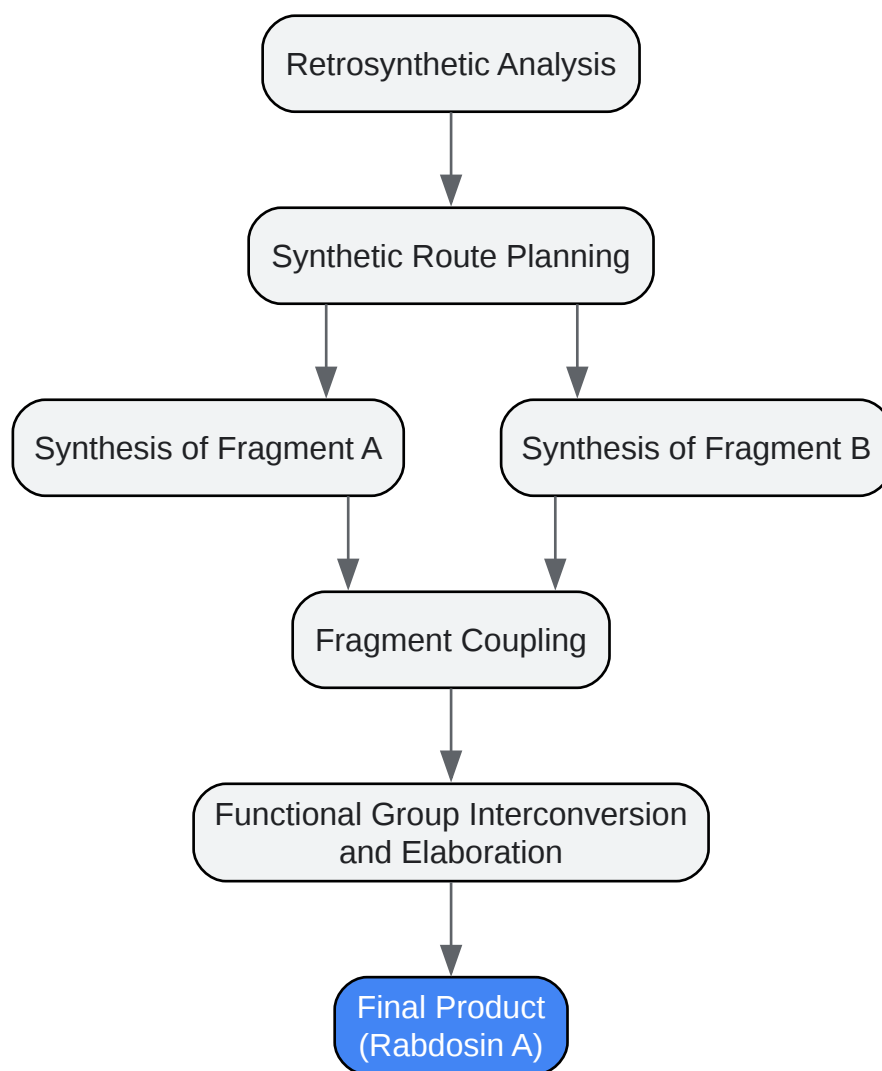 Retrosynthetic Analysis
Synthetic Route Planning
Synthesis of Fragment A
Synthesis of Fragment B
Fragment Coupling
Functional Group Interconversion
and Elaboration
Final Product
(Rabdosin A)